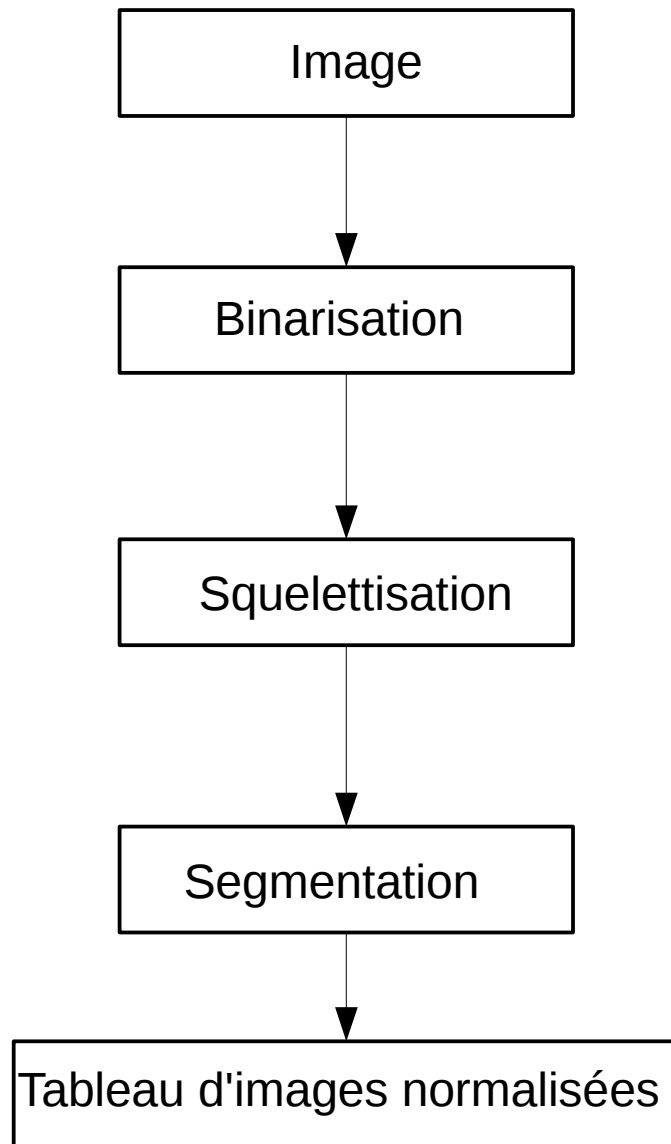 Image
Binarisation
Squelettisation
Segmentation
Tableau d'images normalisées